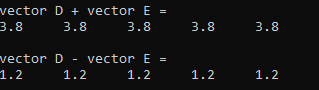 vector D + vector E =
3.8 3.8 3.8 3.8 3.8
vector D - vector E =
1.2 1.2 1.2 1.2 1.2